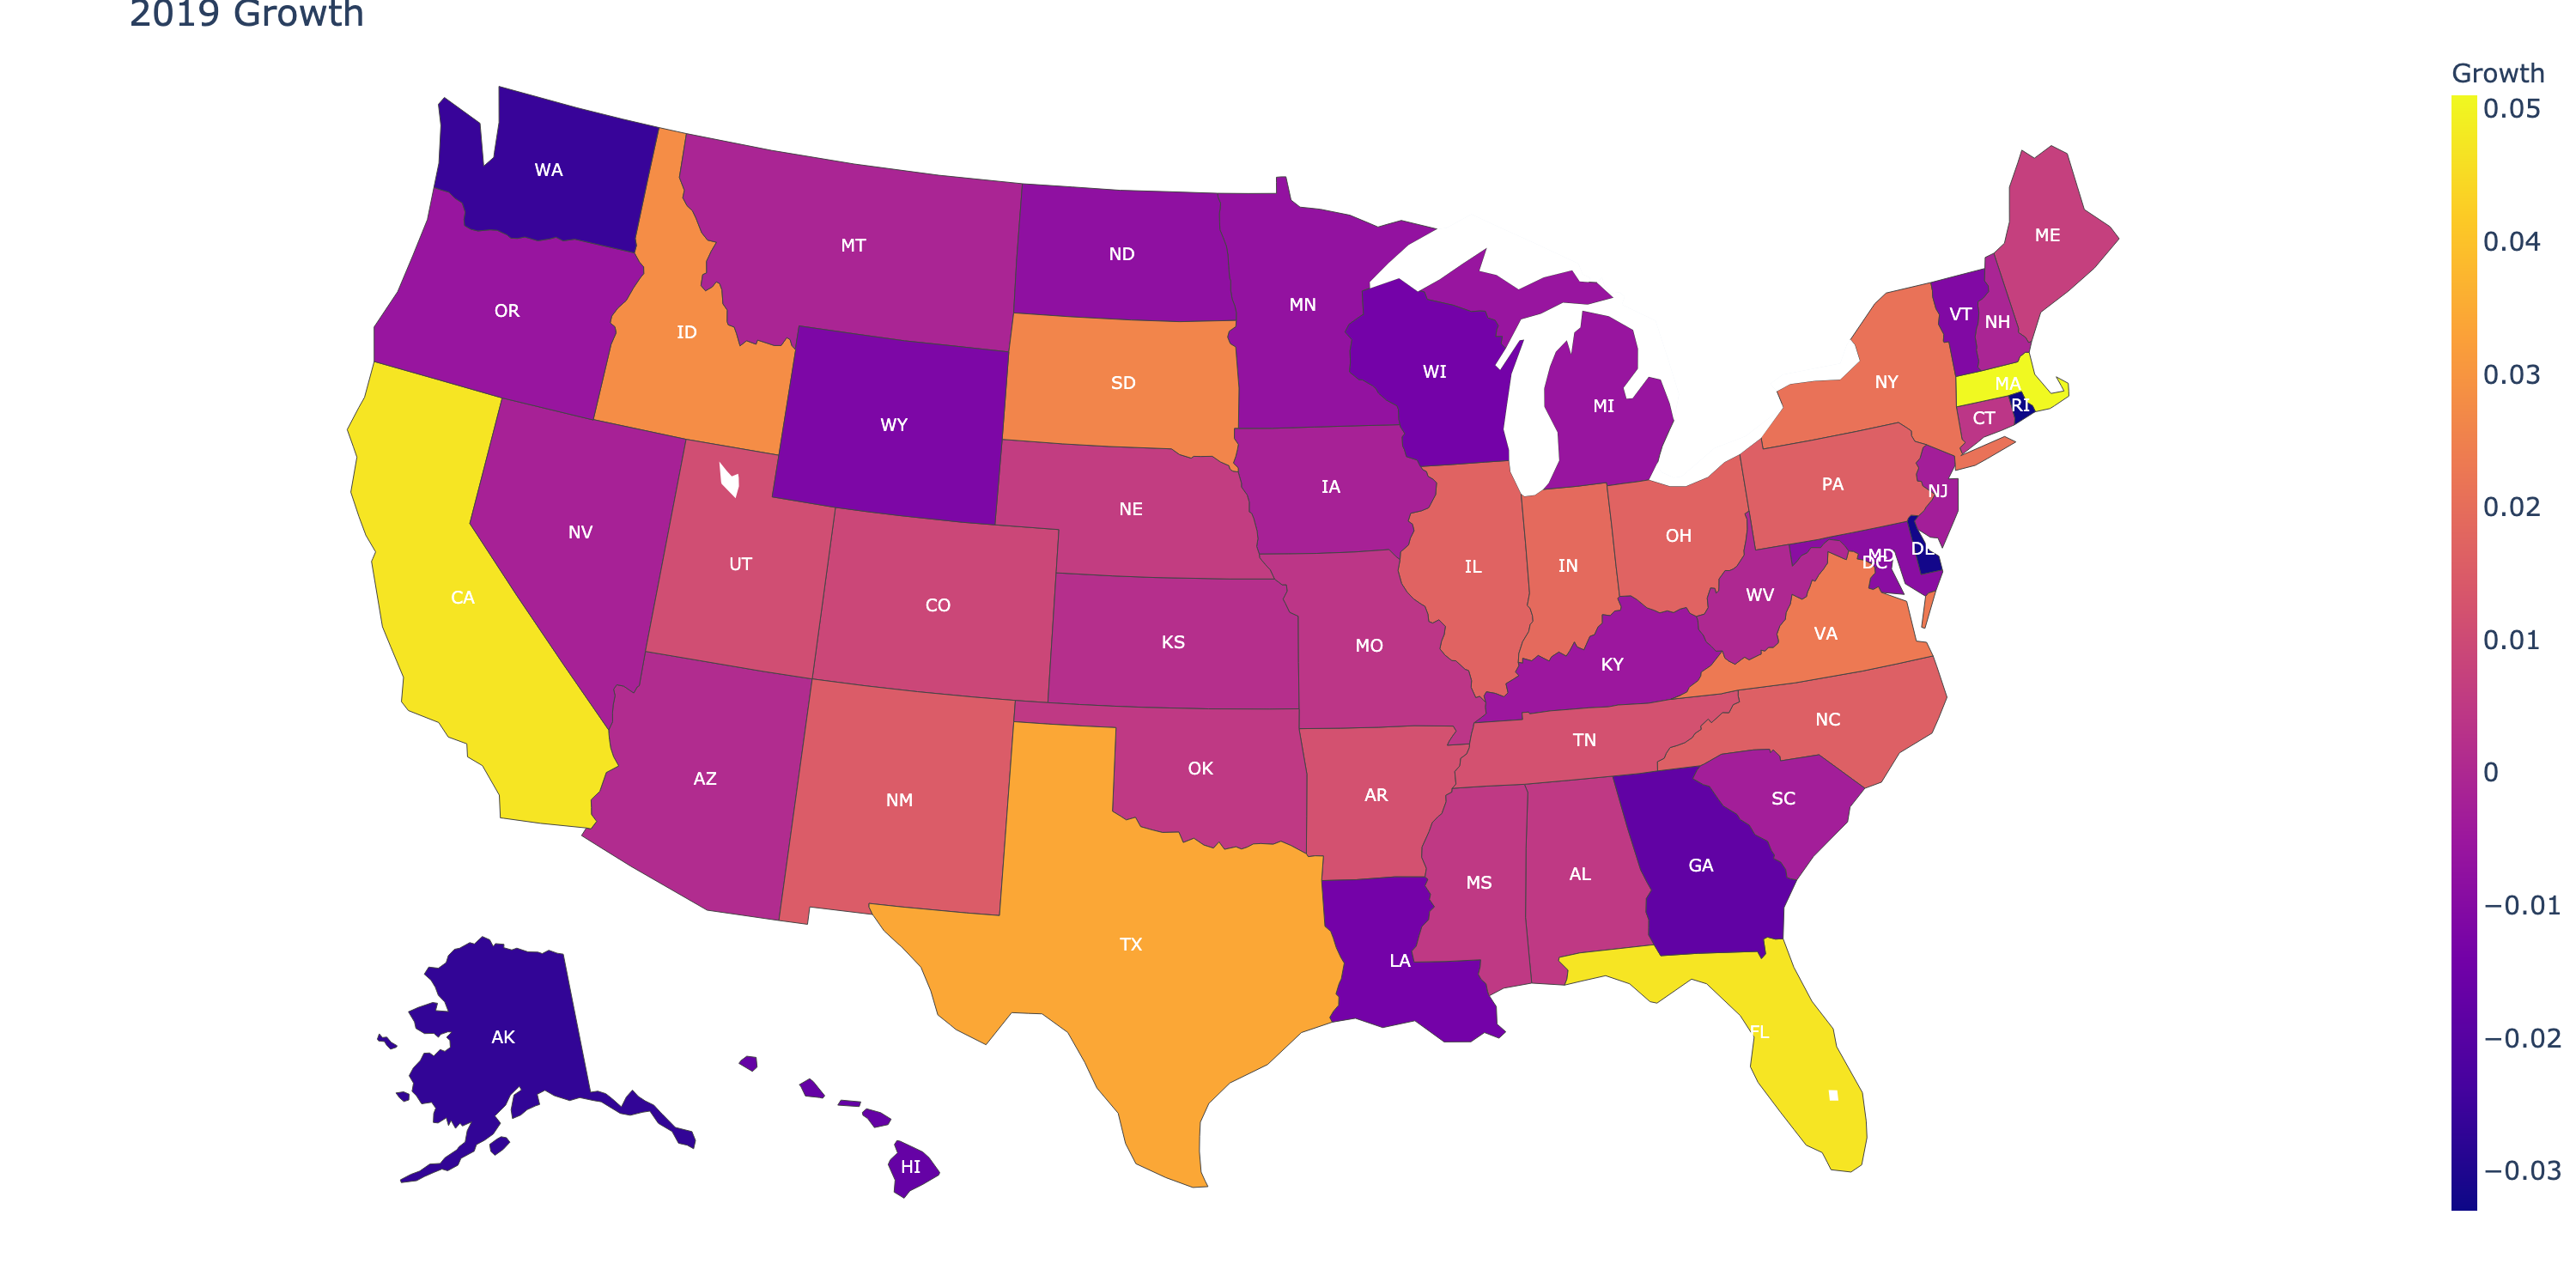 2019 Growth
Growth
0.05
0.04
0.03
0.02
0.01
0
−0.01
−0.02
−0.03
WA
MT
ND
MN
ME
OR
ID
SD
WI
MI
VT
NH
NY
MA
RI
CT
WY
NE
IA
PA
NJ
NV
UT
CO
IL
IN
OH
MD
DE
DC
WV
VA
CA
KS
MO
KY
NC
TN
AZ
NM
OK
AR
SC
MS
AL
GA
TX
LA
FL
AK
HI